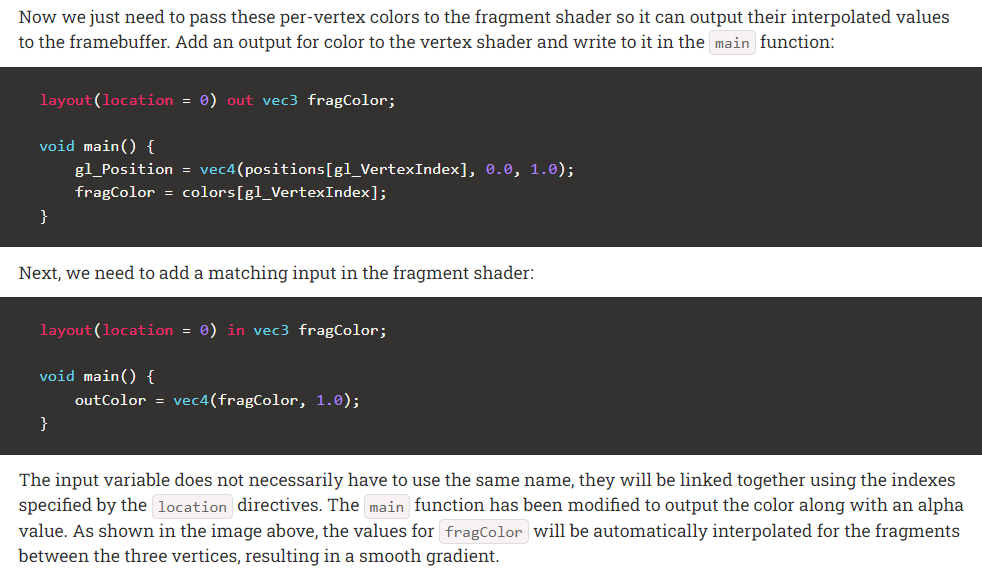 Now we just need to pass these per-vertex colors to the fragment shader so it can output their interpolated values
to the framebuffer. Add an output for color to the vertex shader and write to it in the main function:
layout(location = 0) out vec3 fragColor;
void main() {
    gl_Position = vec4(positions[gl_VertexIndex], 0.0, 1.0);
    fragColor = colors[gl_VertexIndex];
}
Next, we need to add a matching input in the fragment shader:
layout(location = 0) in vec3 fragColor;
void main() {
    outColor = vec4(fragColor, 1.0);
}
The input variable does not necessarily have to use the same name, they will be linked together using the indexes
specified by the location directives. The main function has been modified to output the color along with an alpha
value. As shown in the image above, the values for fragColor will be automatically interpolated for the fragments
between the three vertices, resulting in a smooth gradient.